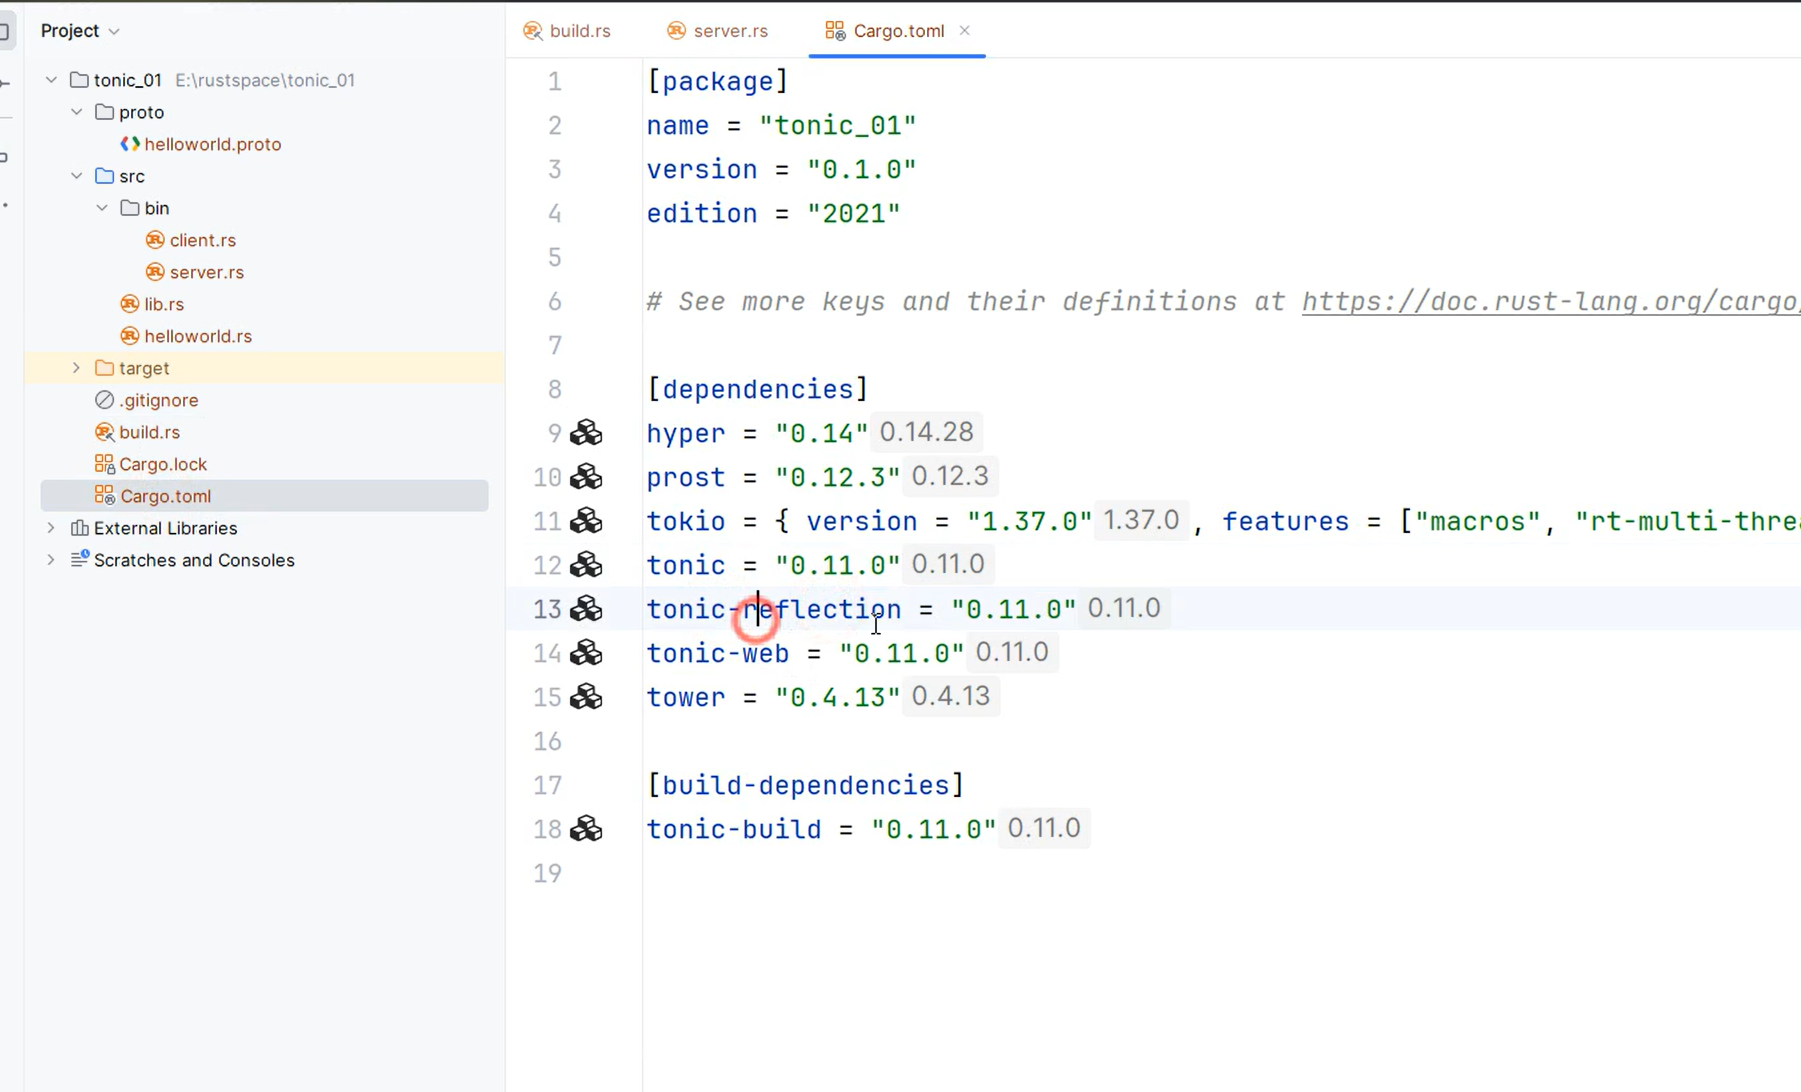 Project
tonic_01 E:\rustspace\tonic_01
proto
helloworld.proto
src
bin
client.rs
server.rs
lib.rs
helloworld.rs
target
.gitignore
build.rs
Cargo.lock
Cargo.toml
External Libraries
Scratches and Consoles
build.rs server.rs Cargo.toml
1 [package]
2 name = "tonic_01"
3 version = "0.1.0"
4 edition = "2021"
5
6 # See more keys and their definitions at https://doc.rust-lang.org/cargo/
7
8 [dependencies]
9 hyper = "0.14" 0.14.28
10 prost = "0.12.3" 0.12.3
11 tokio = { version = "1.37.0" 1.37.0 , features = ["macros", "rt-multi-threa
12 tonic = "0.11.0" 0.11.0
13 tonic-reflection = "0.11.0" 0.11.0
14 tonic-web = "0.11.0" 0.11.0
15 tower = "0.4.13" 0.4.13
16
17 [build-dependencies]
18 tonic-build = "0.11.0" 0.11.0
19